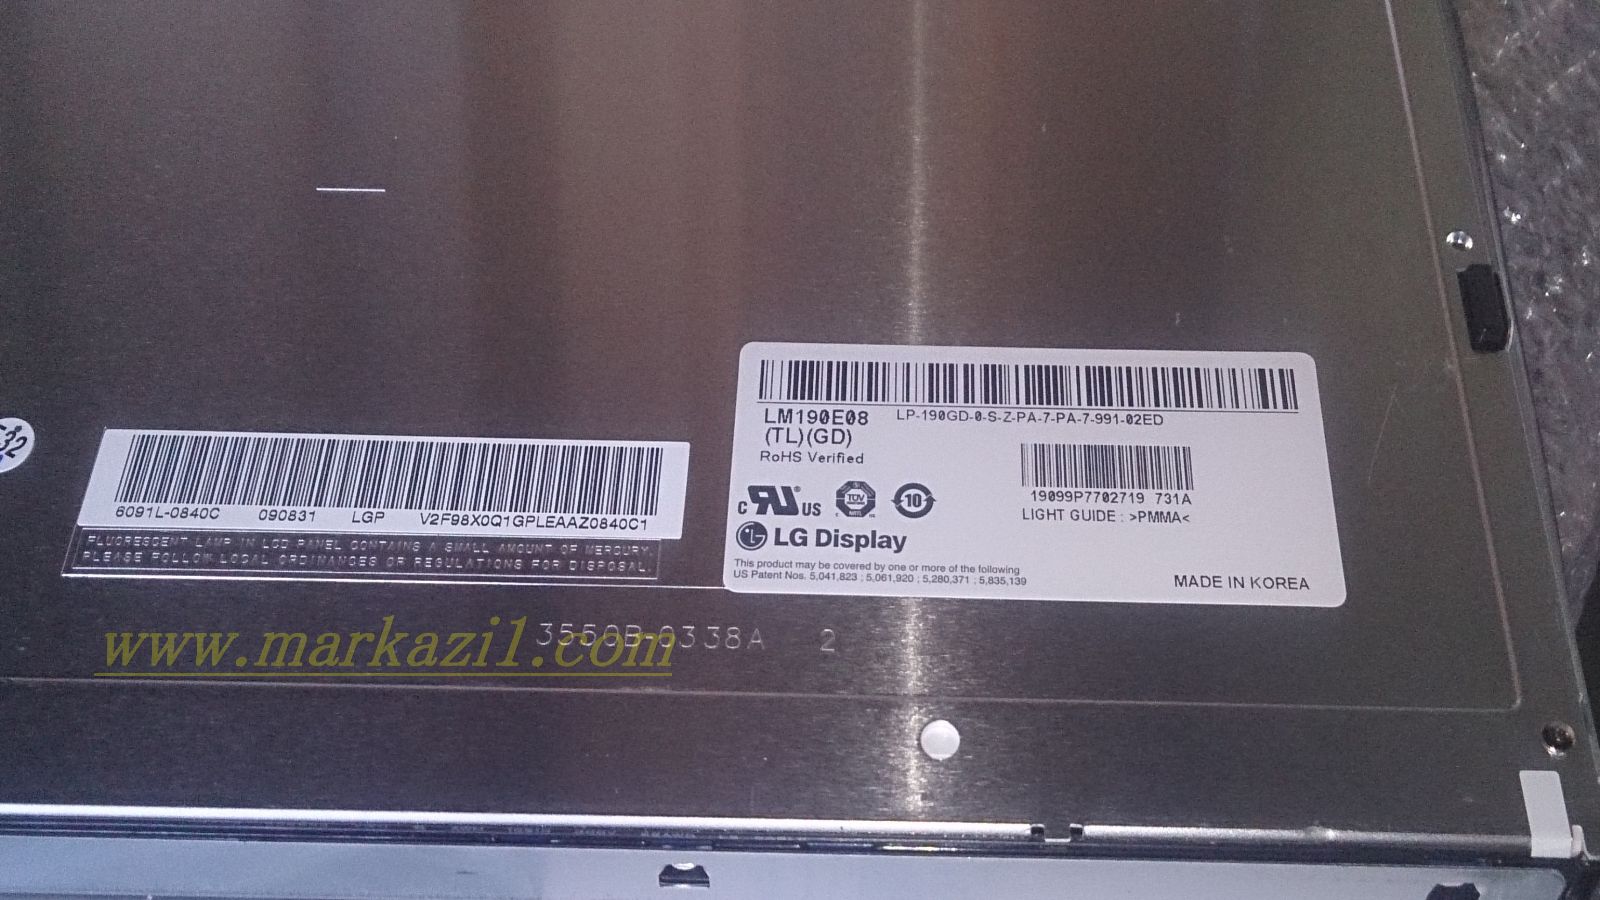 LM190E08 LP-190GD-0-S-Z-PA-7-PA-7-991-02ED
(TL)(GD)
RoHS Verified
19099P7702719 731A
LIGHT GUIDE : >PMMA<
c RU ® US
TÜV
10
LG Display
This product may be covered by one or more of the following
US Patent Nos. 5,041,823 ; 5,061,920 ; 5,280,371 ; 5,835,139
MADE IN KOREA
6091L-0840C 090831 LGP V2F98X0Q1GPLEAAZ0840C1
FLUORESCENT LAMP IN LCD PANEL CONTAINS A SMALL AMOUNT OF MERCURY.
PLEASE FOLLOW LOCAL ORDINANCES OR REGULATIONS FOR DISPOSAL.
3550B-0338A 2
www.markazi1.com